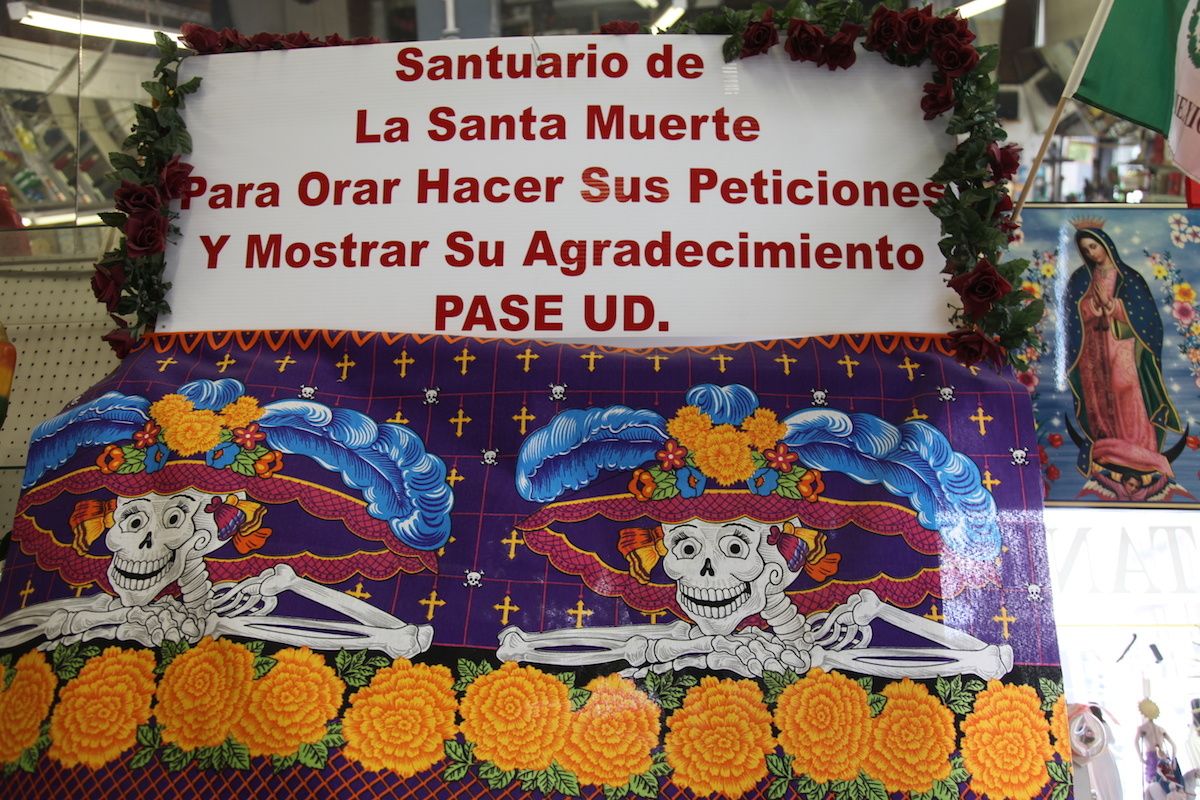 Santuario de
La Santa Muerte
Para Orar Hacer Sus Peticiones
Y Mostrar Su Agradecimiento
PASE UD.